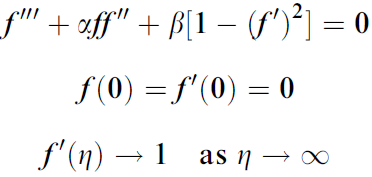 f''' + αff'' + β[1 − (f')²] = 0
f(0) = f'(0) = 0
f'(η) → 1 as η → ∞